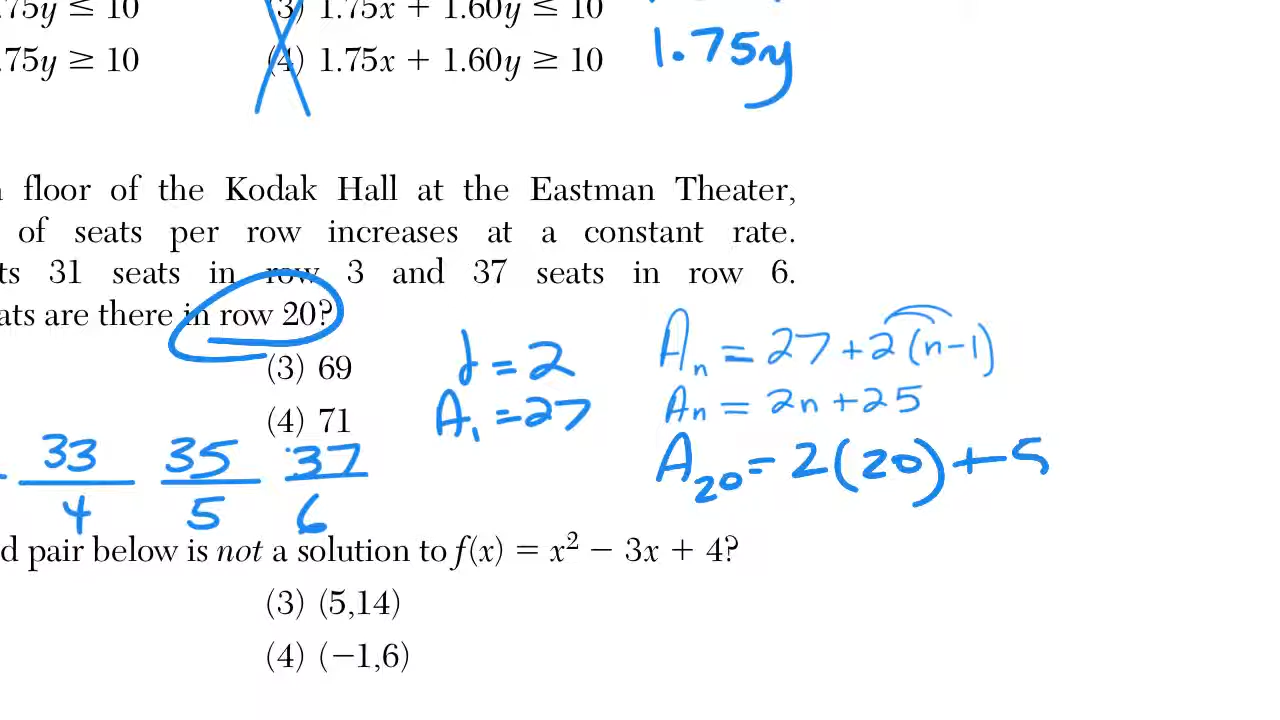 .75y ≤ 10 (3) 1.75x + 1.60y ≤ 10
.75y ≥ 10 (4) 1.75x + 1.60y ≥ 10
1.75y
floor of the Kodak Hall at the Eastman Theater,
of seats per row increases at a constant rate.
31 seats in row 3 and 37 seats in row 6.
are there in row 20?
(3) 69
(4) 71
d = 2
A₁ = 27
Aₙ = 27 + 2(n-1)
Aₙ = 2n + 25
A₂₀ = 2(20) + 5
33 35 37
4 5 6
pair below is not a solution to f(x) = x² − 3x + 4?
(3) (5,14)
(4) (−1,6)